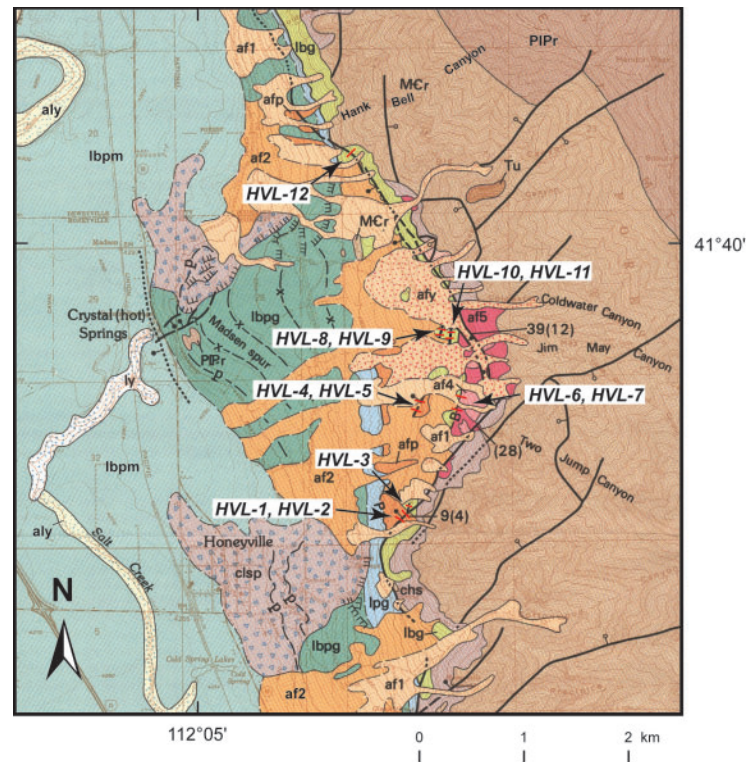 af1
lbg
PIPr
M€r
Hank Bell Canyon
afp
aly
lbpm
af2
Tu
HVL-12
M€r
41°40'
HVL-10, HVL-11
afy
af5
Coldwater Canyon
Crystal (hot)
Springs
lbpg
HVL-8, HVL-9
39(12)
Madsen spur
Jim May Canyon
PIPr
ly
HVL-4, HVL-5
af4
HVL-6, HVL-7
B
afp
af1
(28)
Two Jump Canyon
lbpm
af2
HVL-3
HVL-1, HVL-2
A
9(4)
aly
Salt Creek
Honeyville
clsp
N
chs
lpg
lbpg
lbg
af2
af1
112°05'
0 1 2 km